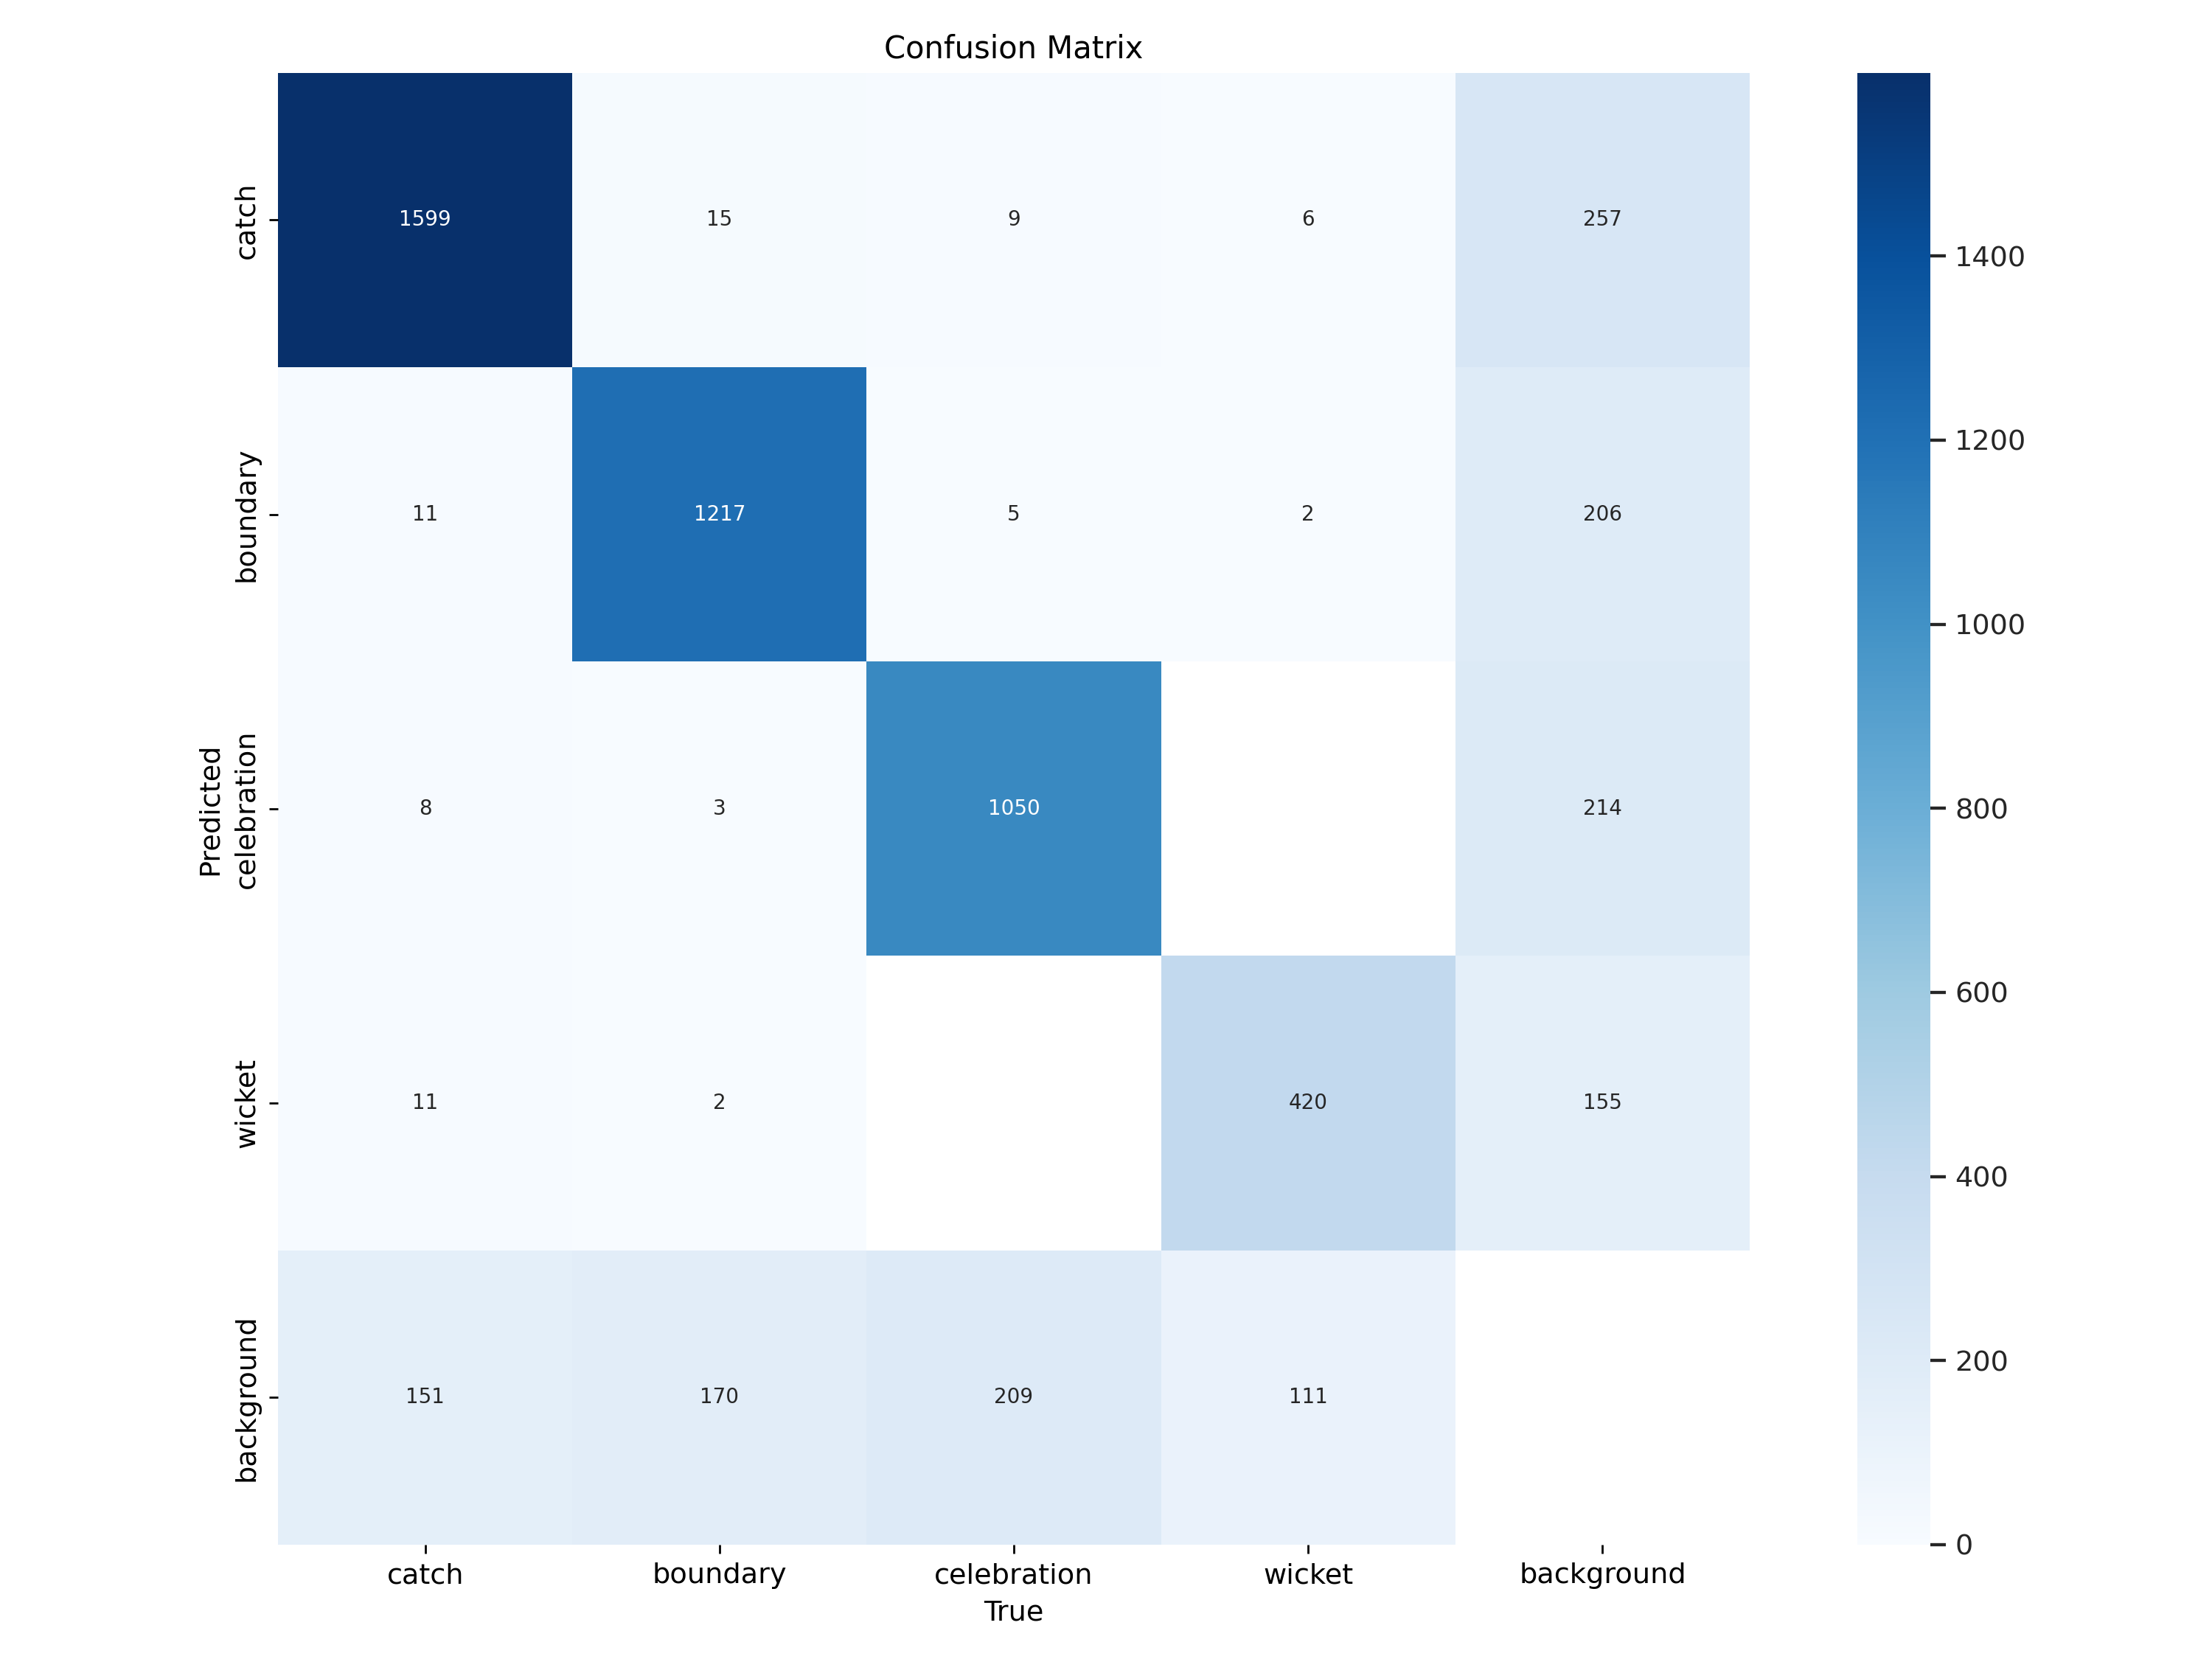 Confusion Matrix
catch
1599 15 9 6 257
boundary
11 1217 5 2 206
Predicted
celebration
8 3 1050 214
wicket
11 2 420 155
background
151 170 209 111
catch boundary celebration wicket background
True
1400
1200
1000
800
600
400
200
0